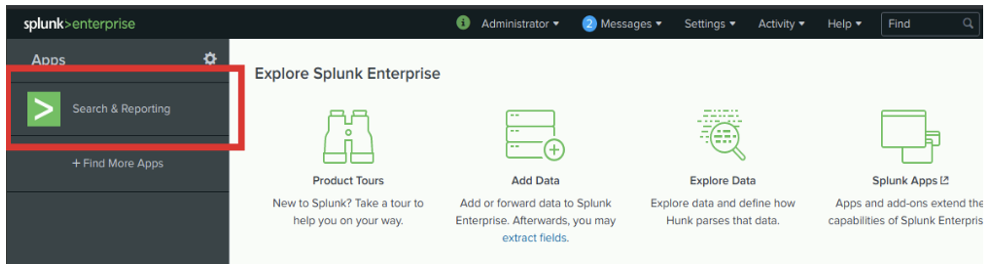 splunk>enterprise
i Administrator 2 Messages Settings Activity Help Find
Apps
Search & Reporting
+ Find More Apps
Explore Splunk Enterprise
Product Tours
New to Splunk? Take a tour to
help you on your way.
Add Data
Add or forward data to Splunk
Enterprise. Afterwards, you may
extract fields.
Explore Data
Explore data and define how
Hunk parses that data.
Splunk Apps
Apps and add-ons extend the
capabilities of Splunk Enterpris